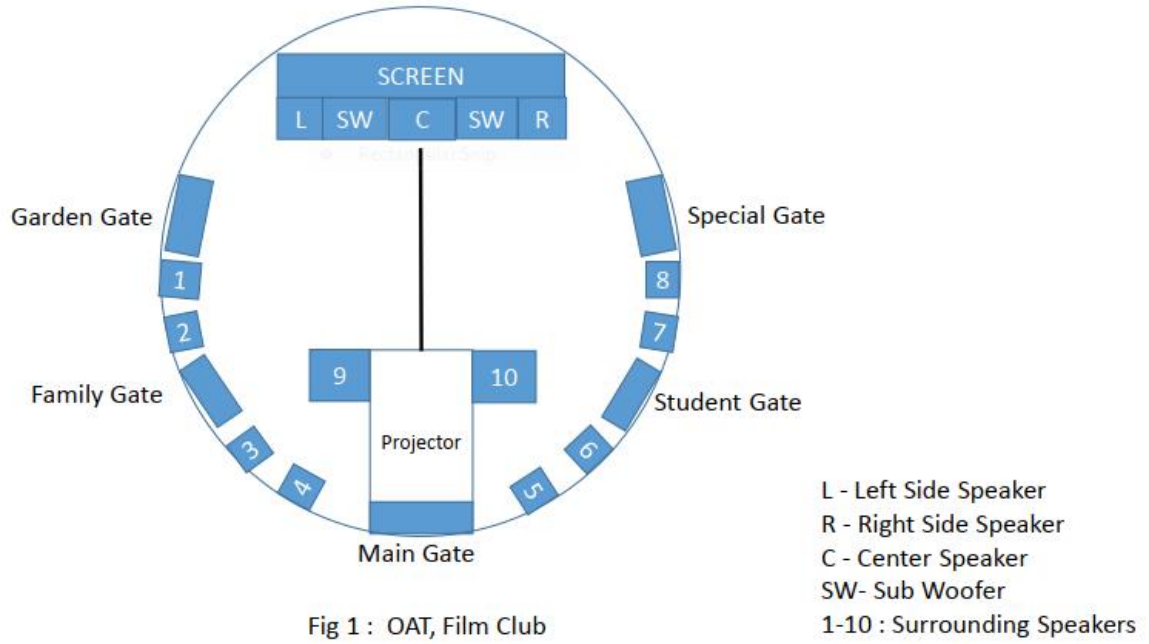 SCREEN
L SW C SW R
Garden Gate
Special Gate
1
8
2
7
9
10
Family Gate
Student Gate
Projector
3
6
4
5
Main Gate
L - Left Side Speaker
R - Right Side Speaker
C - Center Speaker
SW- Sub Woofer
1-10 : Surrounding Speakers
Fig 1 : OAT, Film Club